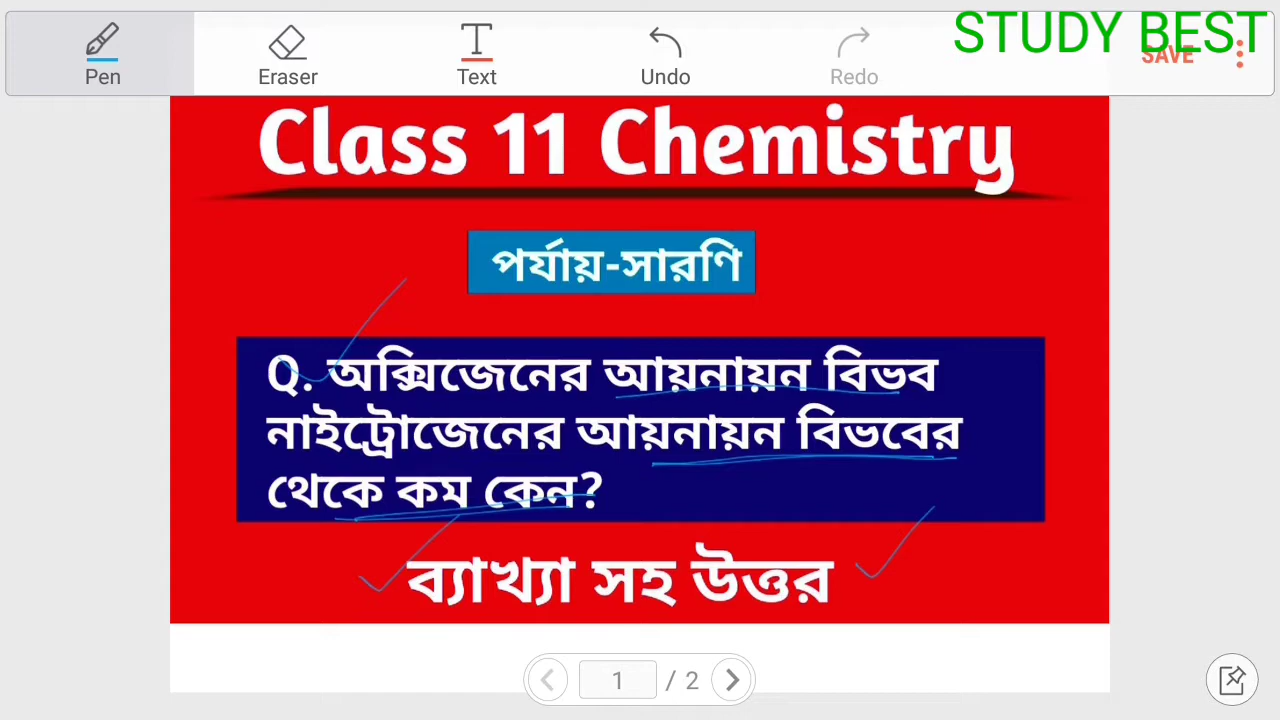 STUDY BEST
Pen
Eraser
Text
Undo
Redo
SAVE
Class 11 Chemistry
পর্যায়-সারণি
Q. অক্সিজেনের আয়নায়ন বিভব
নাইট্রোজেনের আয়নায়ন বিভবের
থেকে কম কেন?
ব্যাখ্যা সহ উত্তর
1 / 2